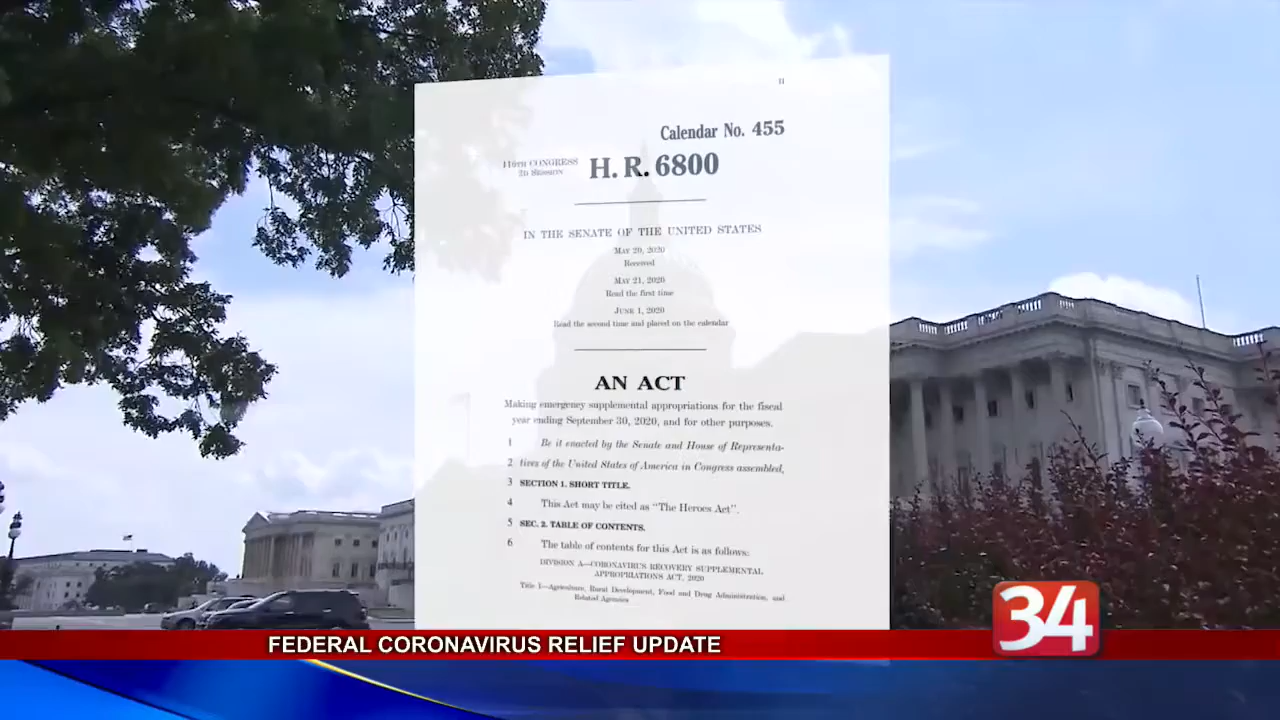 11
Calendar No. 455
116TH CONGRESS
2D SESSION
H. R. 6800
IN THE SENATE OF THE UNITED STATES
MAY 20, 2020
Received
MAY 21, 2020
Read the first time
JUNE 1, 2020
Read the second time and placed on the calendar
AN ACT
Making emergency supplemental appropriations for the fiscal
year ending September 30, 2020, and for other purposes.
1 Be it enacted by the Senate and House of Representa-
2 tives of the United States of America in Congress assembled,
3 SECTION 1. SHORT TITLE.
4 This Act may be cited as “The Heroes Act”.
5 SEC. 2. TABLE OF CONTENTS.
6 The table of contents for this Act is as follows:
DIVISION A—CORONAVIRUS RECOVERY SUPPLEMENTAL
APPROPRIATIONS ACT, 2020
Title I—Agriculture, Rural Development, Food and Drug Administration, and
Related Agencies
34
FEDERAL CORONAVIRUS RELIEF UPDATE